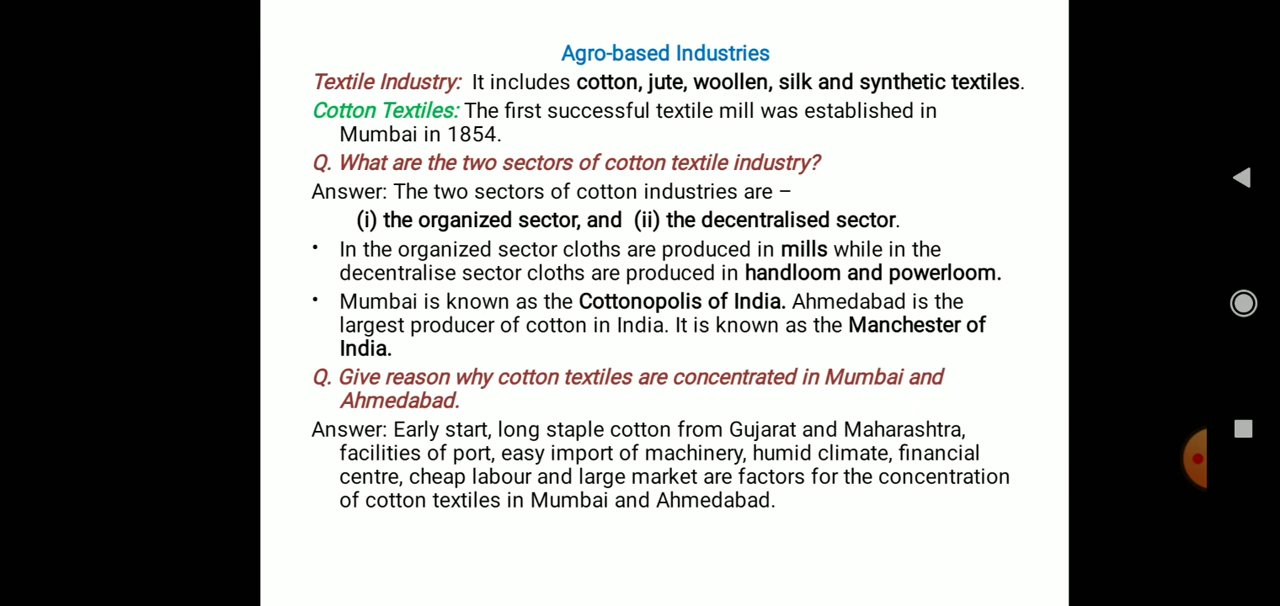 Agro-based Industries
Textile Industry: It includes cotton, jute, woollen, silk and synthetic textiles.
Cotton Textiles: The first successful textile mill was established in
Mumbai in 1854.
Q. What are the two sectors of cotton textile industry?
Answer: The two sectors of cotton industries are –
(i) the organized sector, and (ii) the decentralised sector.
• In the organized sector cloths are produced in mills while in the
decentralise sector cloths are produced in handloom and powerloom.
• Mumbai is known as the Cottonopolis of India. Ahmedabad is the
largest producer of cotton in India. It is known as the Manchester of
India.
Q. Give reason why cotton textiles are concentrated in Mumbai and
Ahmedabad.
Answer: Early start, long staple cotton from Gujarat and Maharashtra,
facilities of port, easy import of machinery, humid climate, financial
centre, cheap labour and large market are factors for the concentration
of cotton textiles in Mumbai and Ahmedabad.